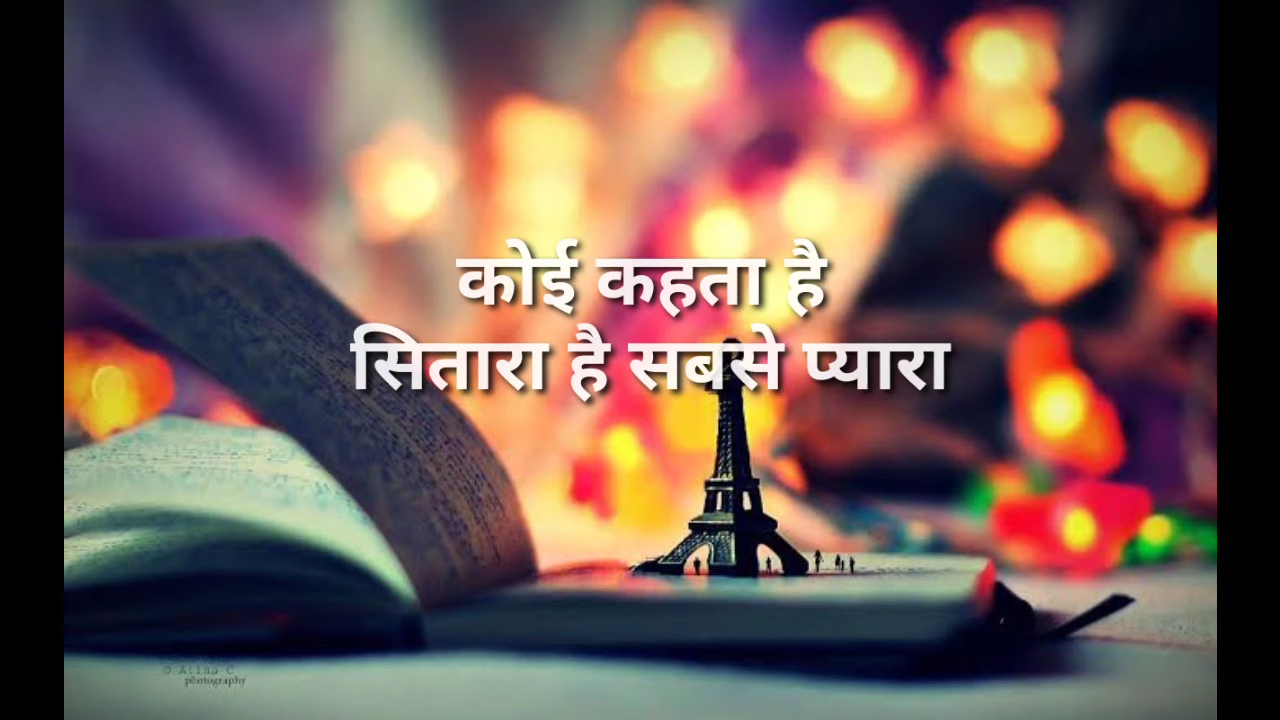 कोई कहता है
सितारा है सबसे प्यारा
© Alina C
photography